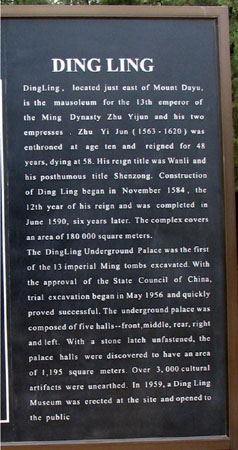 DING LING
DingLing, located just east of Mount Dayu,
is the mausoleum for the 13th emperor of
the Ming Dynasty Zhu Yijun and his two
empresses . Zhu Yi Jun (1563-1620) was
enthroned at age ten and reigned for 48
years, dying at 58. His reign title was Wanli and
his posthumous title Shenzong. Construction
of Ding Ling began in November 1584 , the
12th year of his reign and was completed in
June 1590, six years later. The complex covers
an area of 180 000 square meters.
The DingLing Underground Palace was the first
of the 13 imperial Ming tombs excavated. With
the approval of the State Council of China,
trial excavation began in May 1956 and quickly
proved successful. The underground palace was
composed of five halls--front,middle, rear, right
and left. With a stone latch unfastened, the
palace halls were discovered to have an area
of 1,195 square meters. Over 3,000 cultural
artifacts were unearthed. In 1959, a Ding Ling
Museum was erected at the site and opened to
the public